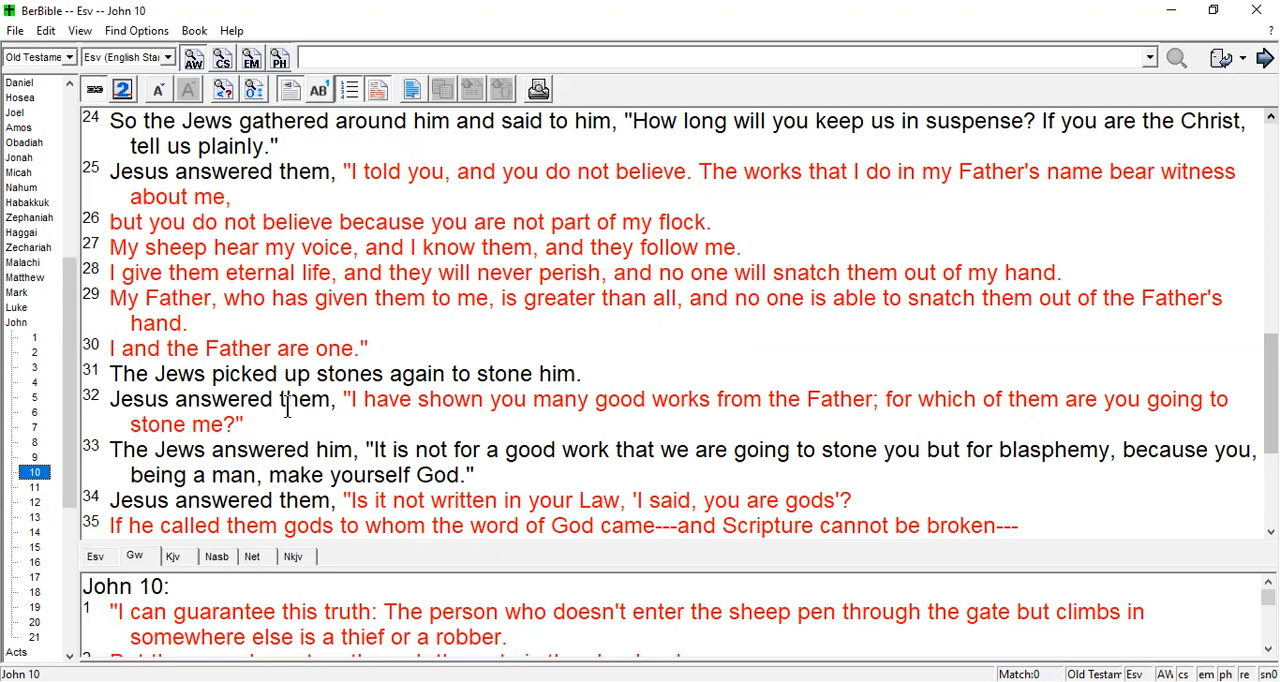 BerBible -- Esv -- John 10
File Edit View Find Options Book Help ?
Old Testame Esv (English Stai AW CS EM PH
Daniel
Hosea
Joel
Amos
Obadiah
Jonah
Micah
Nahum
Habakkuk
Zephaniah
Haggai
Zechariah
Malachi
Matthew
Mark
Luke
John
1
2
3
4
5
6
7
8
9
10
11
12
13
14
15
16
17
18
19
20
21
Acts
24 So the Jews gathered around him and said to him, "How long will you keep us in suspense? If you are the Christ,
tell us plainly."
25 Jesus answered them, "I told you, and you do not believe. The works that I do in my Father's name bear witness
about me,
26 but you do not believe because you are not part of my flock.
27 My sheep hear my voice, and I know them, and they follow me.
28 I give them eternal life, and they will never perish, and no one will snatch them out of my hand.
29 My Father, who has given them to me, is greater than all, and no one is able to snatch them out of the Father's
hand.
30 I and the Father are one."
31 The Jews picked up stones again to stone him.
32 Jesus answered them, "I have shown you many good works from the Father; for which of them are you going to
stone me?"
33 The Jews answered him, "It is not for a good work that we are going to stone you but for blasphemy, because you,
being a man, make yourself God."
34 Jesus answered them, "Is it not written in your Law, 'I said, you are gods'?
35 If he called them gods to whom the word of God came---and Scripture cannot be broken---
Esv Gw Kjv Nasb Net Nkjv
John 10:
1 "I can guarantee this truth: The person who doesn't enter the sheep pen through the gate but climbs in
somewhere else is a thief or a robber.
John 10 Match:0 Old Testam Esv AW cs em ph re sn0